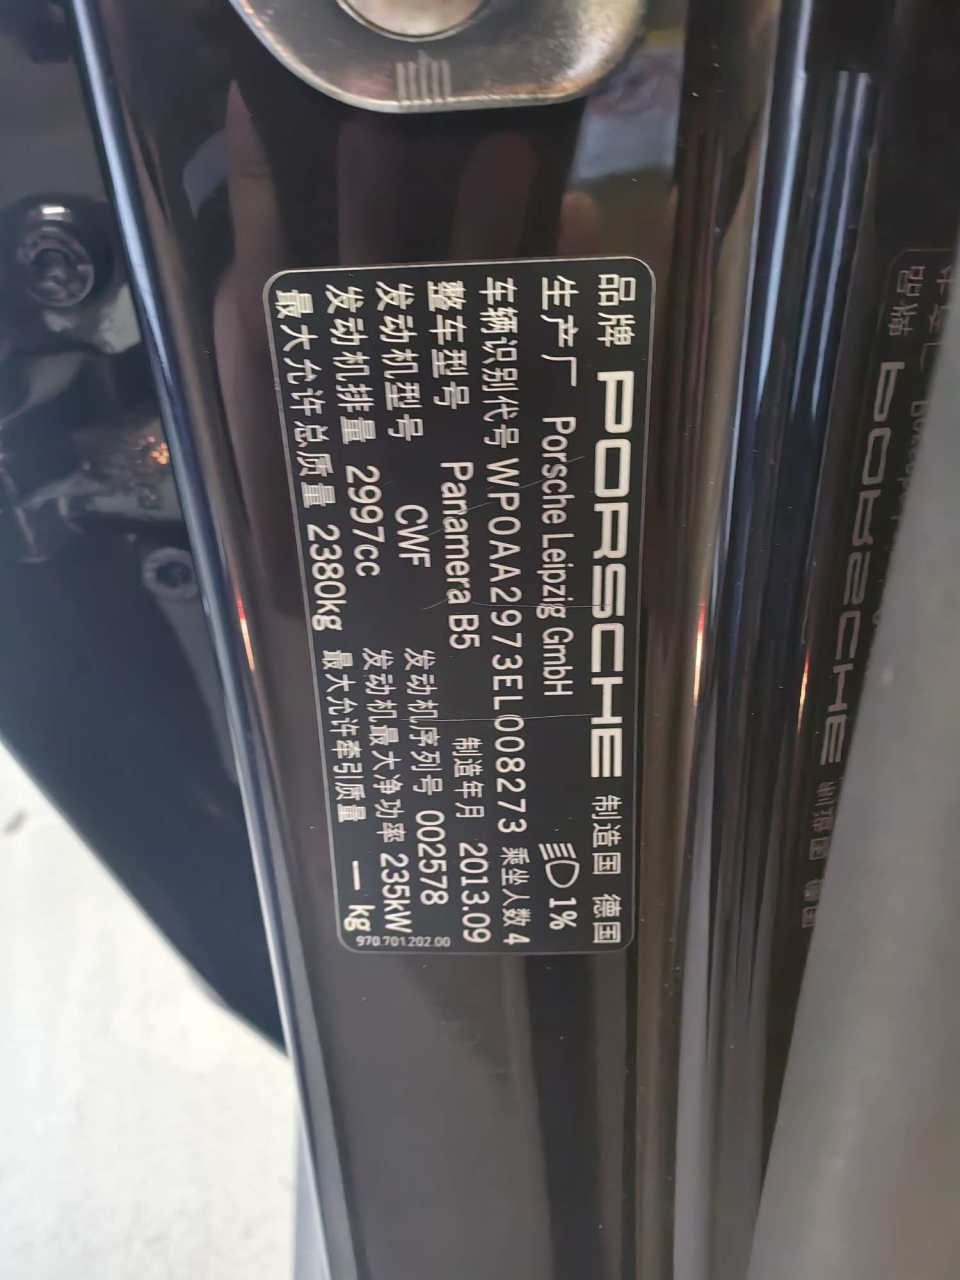 品牌 PORSCHE 制造国 德国
生产厂 Porsche Leipzig GmbH 1%
车辆识别代号 WP0AA2973EL008273 乘坐人数 4
整车型号 Panamera B5 制造年月 2013.09
发动机型号 CWF 发动机序列号 002578
发动机排量 2997cc 发动机最大净功率 235kW
最大允许总质量 2380kg 最大允许牵引质量 — kg
970.701.202.00